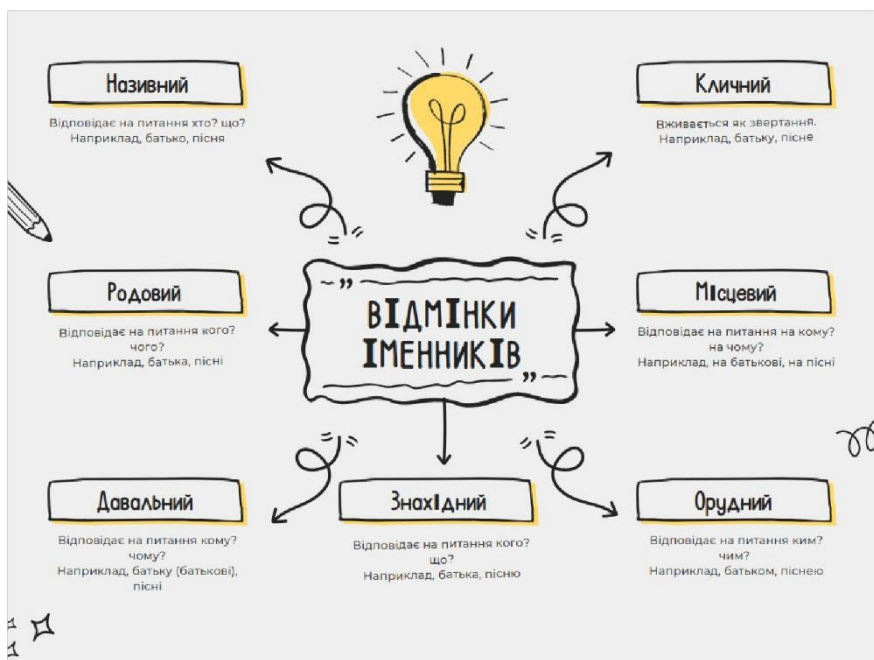 Називний
Відповідає на питання хто? що?
Наприклад, батько, пісня
Кличний
Вживається як звертання.
Наприклад, батьку, пісне
Родовий
Відповідає на питання кого?
чого?
Наприклад, батька, пісні
„
ВІДМІНКИ
ІМЕННИКІВ
„
Місцевий
Відповідає на питання на кому?
на чому?
Наприклад, на батькові, на пісні
Давальний
Відповідає на питання кому?
чому?
Наприклад, батьку (батькові),
пісні
Знахідний
Відповідає на питання кого?
що?
Наприклад, батька, пісню
Орудний
Відповідає на питання ким?
чим?
Наприклад, батьком, піснею